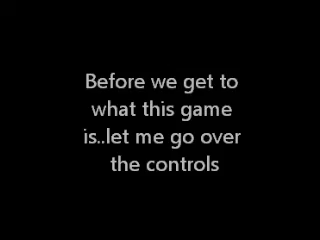 Before we get to
what this game
is..let me go over
the controls